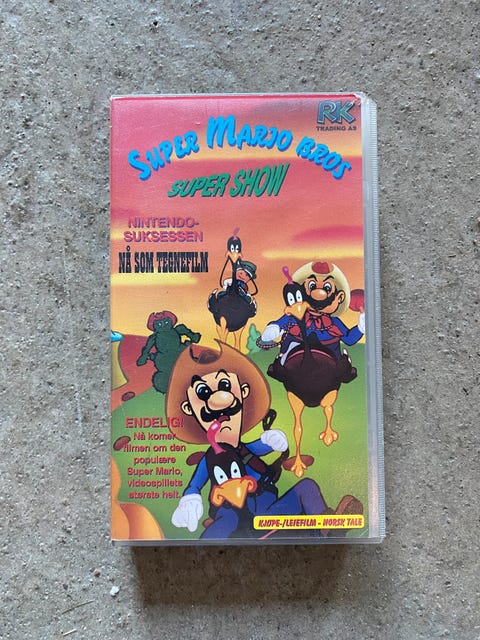 RK
TRADING AS
SUPER MARIO BROS
SUPER SHOW
NINTENDO-
SUKSESSEN
NÅ SOM TEGNEFILM
ENDELIG!
Nå kommer
filmen om den
populære
Super Mario,
videospillets
største helt.
KJØPE-/LEIEFILM - NORSK TALE